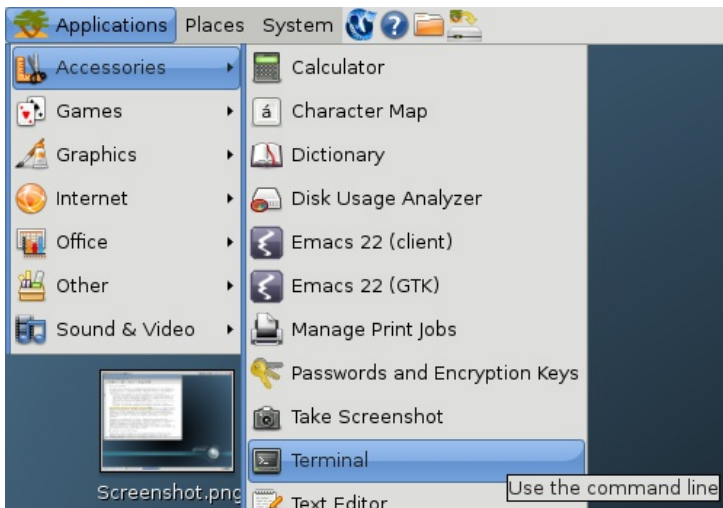 Applications Places System
Accessories
Games
Graphics
Internet
Office
Other
Sound & Video
Calculator
á Character Map
Dictionary
Disk Usage Analyzer
Emacs 22 (client)
Emacs 22 (GTK)
Manage Print Jobs
Passwords and Encryption Keys
Take Screenshot
Terminal
Text Editor
Use the command line
Screenshot.png